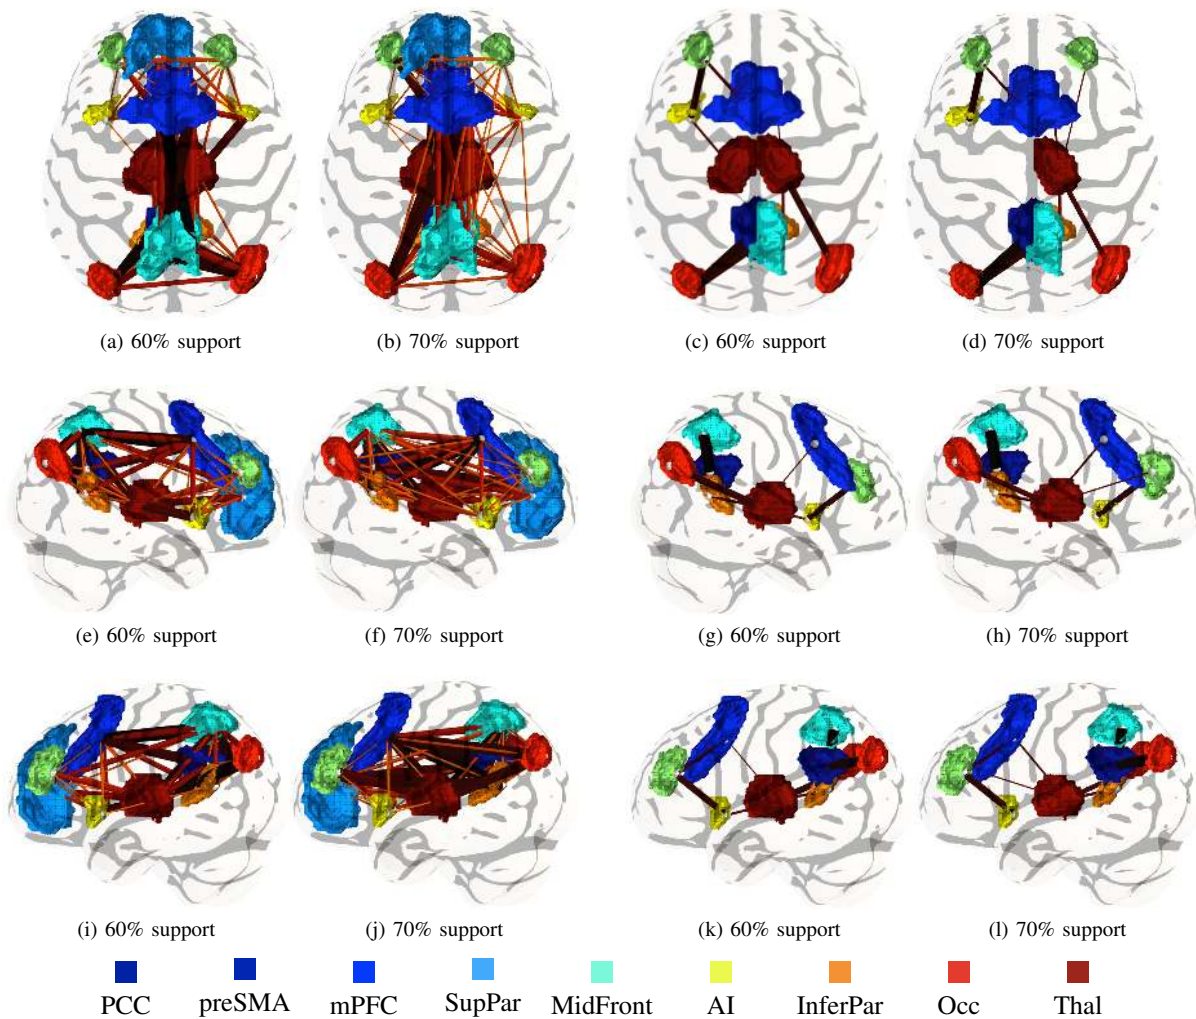 (a) 60% support
(b) 70% support
(c) 60% support
(d) 70% support
(e) 60% support
(f) 70% support
(g) 60% support
(h) 70% support
(i) 60% support
(j) 70% support
(k) 60% support
(l) 70% support
PCC
preSMA
mPFC
SupPar
MidFront
AI
InferPar
Occ
Thal